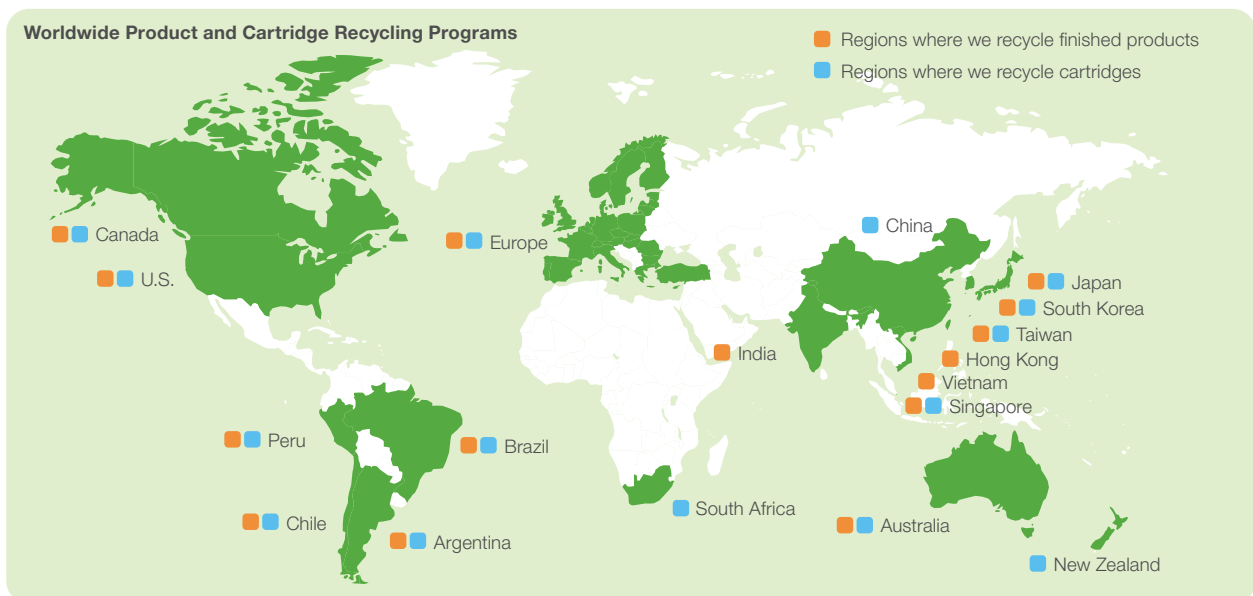 Worldwide Product and Cartridge Recycling Programs
Regions where we recycle finished products
Regions where we recycle cartridges
Canada
U.S.
Europe
China
Japan
South Korea
Taiwan
India
Hong Kong
Vietnam
Singapore
Peru
Brazil
Chile
Argentina
South Africa
Australia
New Zealand